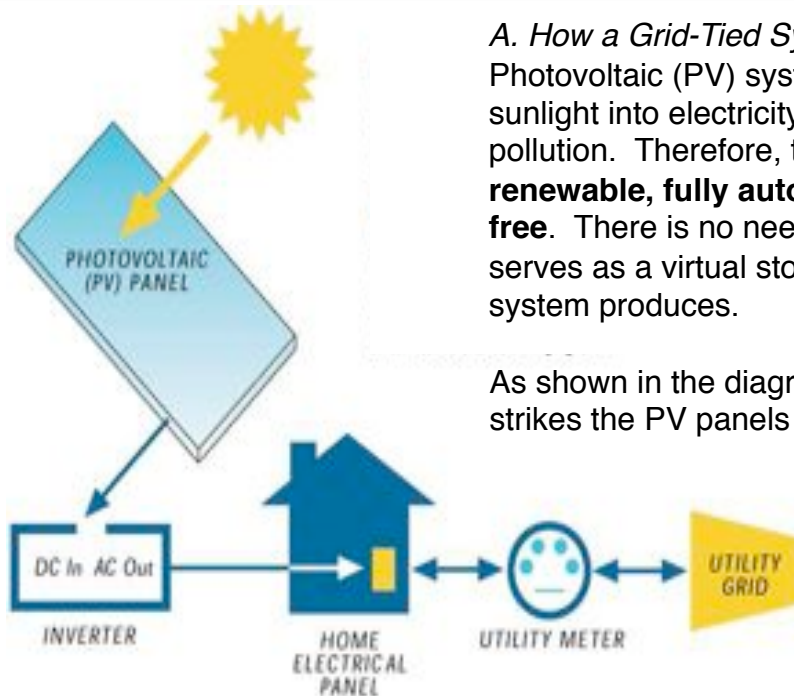 A. How a Grid-Tied Sy
Photovoltaic (PV) syst
sunlight into electricity
pollution.  Therefore, t
renewable, fully auto
free.  There is no nee
serves as a virtual sto
system produces.
As shown in the diagr
strikes the PV panels
PHOTOVOLTAIC
(PV) PANEL
DC In AC Out
INVERTER
HOME
ELECTRICAL
PANEL
UTILITY METER
UTILITY
GRID